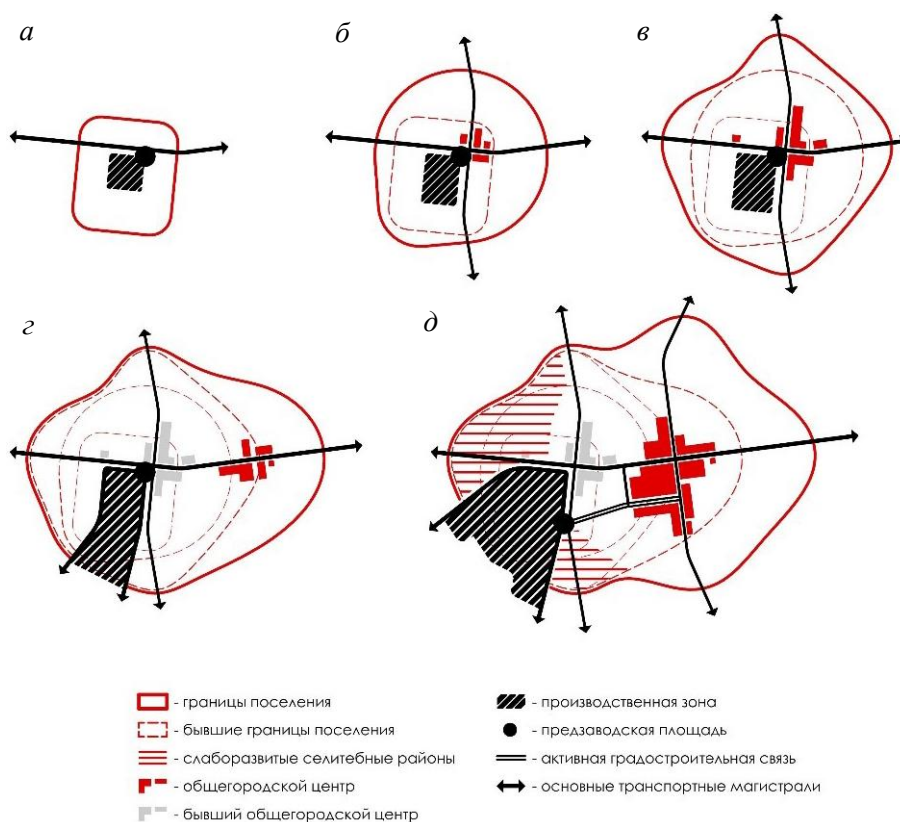 а
б
в
г
д
- границы поселения
- бывшие границы поселения
- слаборазвитые селитебные районы
- общегородской центр
- бывший общегородской центр
- производственная зона
- предзаводская площадь
- активная градостроительная связь
- основные транспортные магистрали